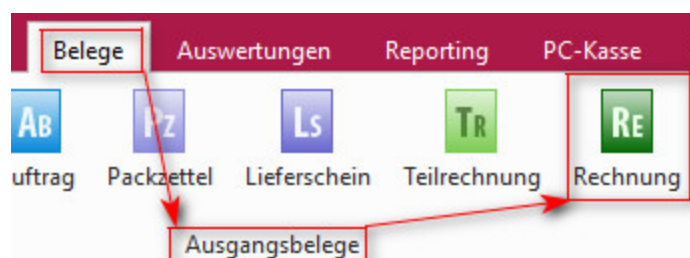 Belege Auswertungen Reporting PC-Kasse
AB PZ LS TR RE
uftrag Packzettel Lieferschein Teilrechnung Rechnung
Ausgangsbelege